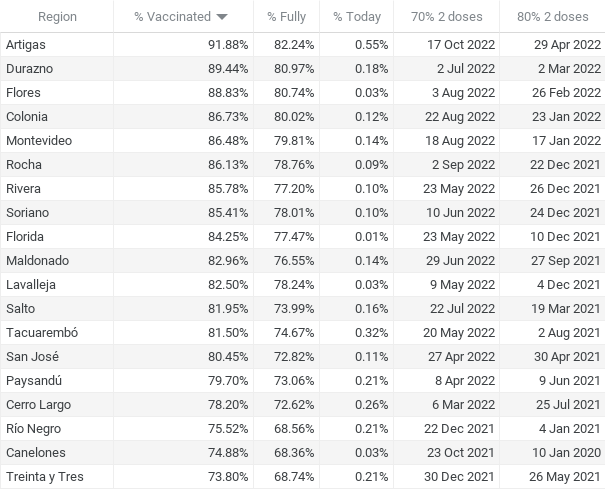 Region % Vaccinated % Fully % Today 70% 2 doses 80% 2 doses
Artigas 91.88% 82.24% 0.55% 17 Oct 2022 29 Apr 2022
Durazno 89.44% 80.97% 0.18% 2 Jul 2022 2 Mar 2022
Flores 88.83% 80.74% 0.03% 3 Aug 2022 26 Feb 2022
Colonia 86.73% 80.02% 0.12% 22 Aug 2022 23 Jan 2022
Montevideo 86.48% 79.81% 0.14% 18 Aug 2022 17 Jan 2022
Rocha 86.13% 78.76% 0.09% 2 Sep 2022 22 Dec 2021
Rivera 85.78% 77.20% 0.10% 23 May 2022 26 Dec 2021
Soriano 85.41% 78.01% 0.10% 10 Jun 2022 24 Dec 2021
Florida 84.25% 77.47% 0.01% 23 May 2022 10 Dec 2021
Maldonado 82.96% 76.55% 0.14% 29 Jun 2022 27 Sep 2021
Lavalleja 82.50% 78.24% 0.03% 9 May 2022 4 Dec 2021
Salto 81.95% 73.99% 0.16% 22 Jul 2022 19 Mar 2021
Tacuarembó 81.50% 74.67% 0.32% 20 May 2022 2 Aug 2021
San José 80.45% 72.82% 0.11% 27 Apr 2022 30 Apr 2021
Paysandú 79.70% 73.06% 0.21% 8 Apr 2022 9 Jun 2021
Cerro Largo 78.20% 72.62% 0.26% 6 Mar 2022 25 Jul 2021
Río Negro 75.52% 68.56% 0.21% 22 Dec 2021 4 Jan 2021
Canelones 74.88% 68.36% 0.03% 23 Oct 2021 10 Jan 2020
Treinta y Tres 73.80% 68.74% 0.21% 30 Dec 2021 26 May 2021